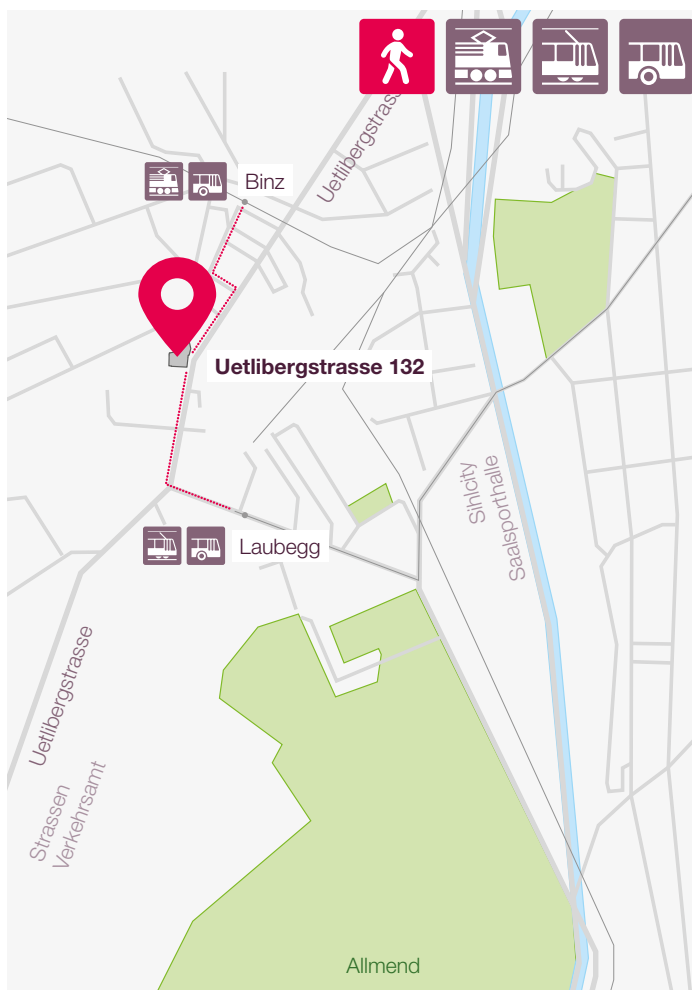 Uetlibergstrasse
Binz
Uetlibergstrasse 132
Sihlcity
Saalsporthalle
Laubegg
Uetlibergstrasse
Strassen
Verkehrsamt
Allmend